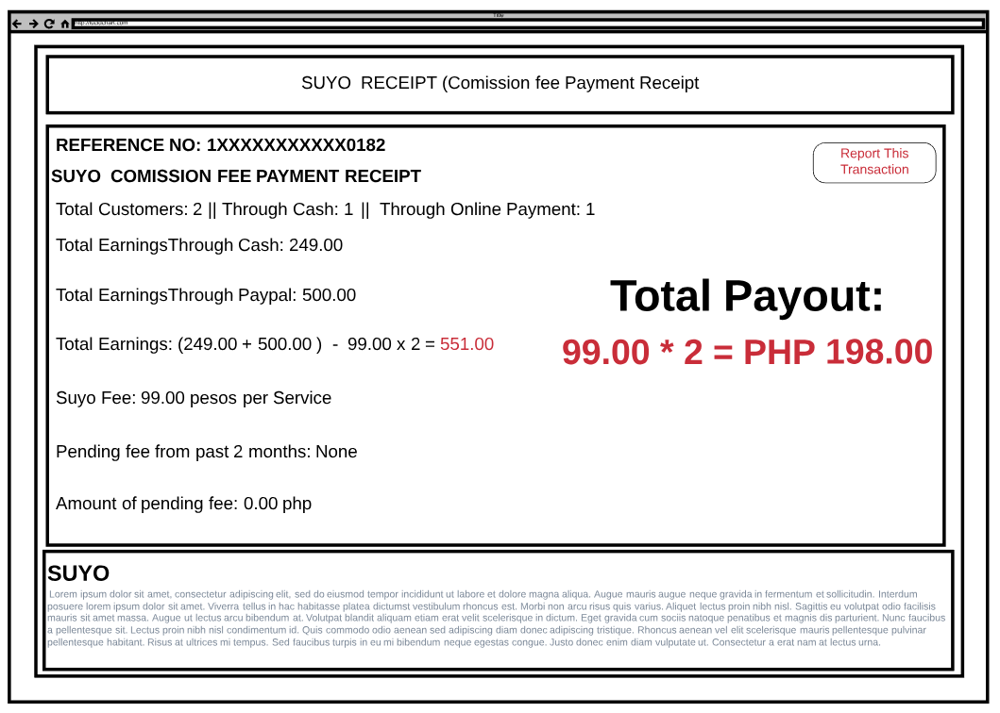 Title
http://lucidchart.com
SUYO  RECEIPT (Comission fee Payment Receipt
REFERENCE NO: 1XXXXXXXXXXX0182
Report This
Transaction
SUYO  COMISSION FEE PAYMENT RECEIPT
Total Customers: 2 || Through Cash: 1 ||  Through Online Payment: 1
Total EarningsThrough Cash: 249.00
Total EarningsThrough Paypal: 500.00
Total Payout:
Total Earnings: (249.00 + 500.00 )  -  99.00 x 2 = 551.00
99.00 * 2 = PHP 198.00
Suyo Fee: 99.00 pesos per Service
Pending fee from past 2 months: None
Amount of pending fee: 0.00 php
SUYO
Lorem ipsum dolor sit amet, consectetur adipiscing elit, sed do eiusmod tempor incididunt ut labore et dolore magna aliqua. Augue mauris augue neque gravida in fermentum et sollicitudin. Interdum
posuere lorem ipsum dolor sit amet. Viverra tellus in hac habitasse platea dictumst vestibulum rhoncus est. Morbi non arcu risus quis varius. Aliquet lectus proin nibh nisl. Sagittis eu volutpat odio facilisis
mauris sit amet massa. Augue ut lectus arcu bibendum at. Volutpat blandit aliquam etiam erat velit scelerisque in dictum. Eget gravida cum sociis natoque penatibus et magnis dis parturient. Nunc faucibus
a pellentesque sit. Lectus proin nibh nisl condimentum id. Quis commodo odio aenean sed adipiscing diam donec adipiscing tristique. Rhoncus aenean vel elit scelerisque mauris pellentesque pulvinar
pellentesque habitant. Risus at ultrices mi tempus. Sed faucibus turpis in eu mi bibendum neque egestas congue. Justo donec enim diam vulputate ut. Consectetur a erat nam at lectus urna.